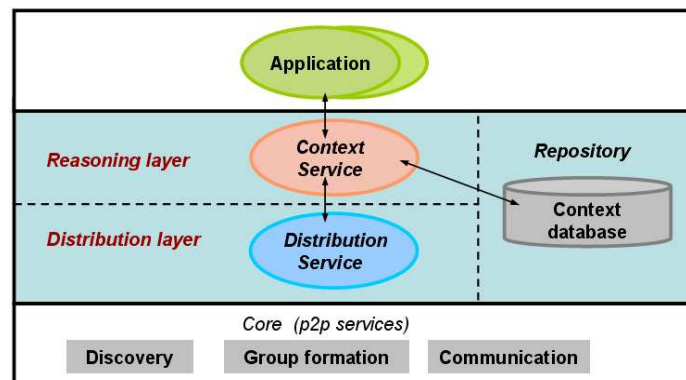 Application
Reasoning layer
Context
Service
Repository
Context
database
Distribution layer
Distribution
Service
Core (p2p services)
Discovery
Group formation
Communication